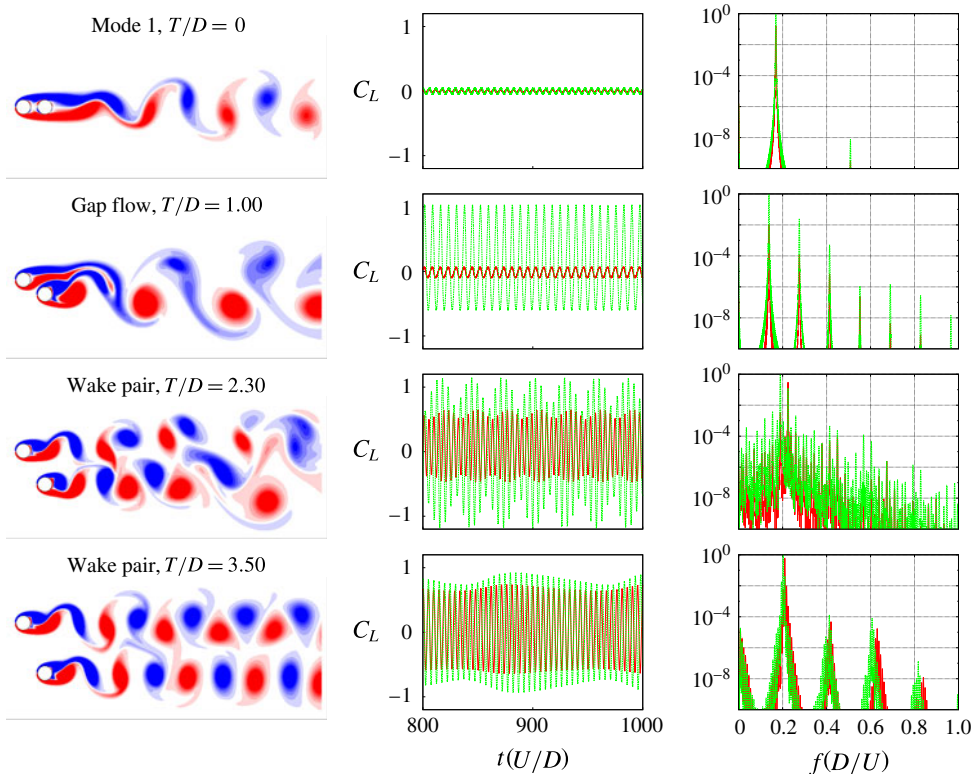 Mode 1, T/D = 0
C_L
1
0
−1
10^0
10^−4
10^−8
Gap flow, T/D = 1.00
C_L
1
0
−1
10^0
10^−4
10^−8
Wake pair, T/D = 2.30
C_L
1
0
−1
10^0
10^−4
10^−8
Wake pair, T/D = 3.50
C_L
1
0
−1
10^0
10^−4
10^−8
800 900 1000
0 0.2 0.4 0.6 0.8 1.0
t(U/D)
f(D/U)